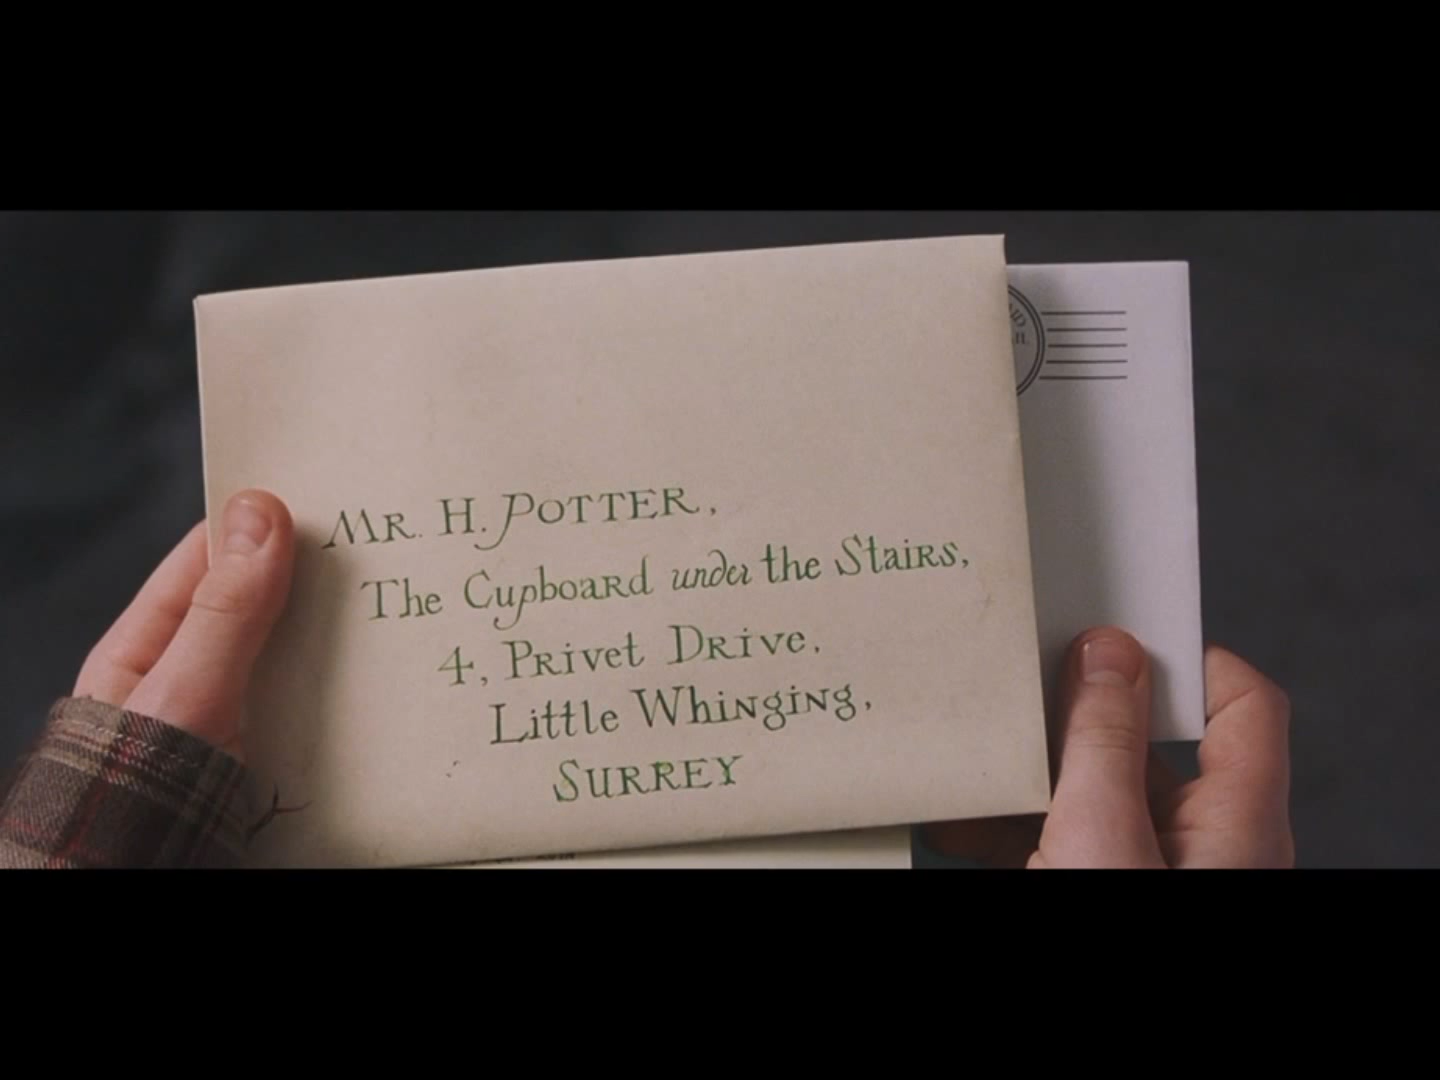 MR. H. POTTER,
The Cupboard under the Stairs,
4, Privet Drive,
Little Whinging,
SURREY